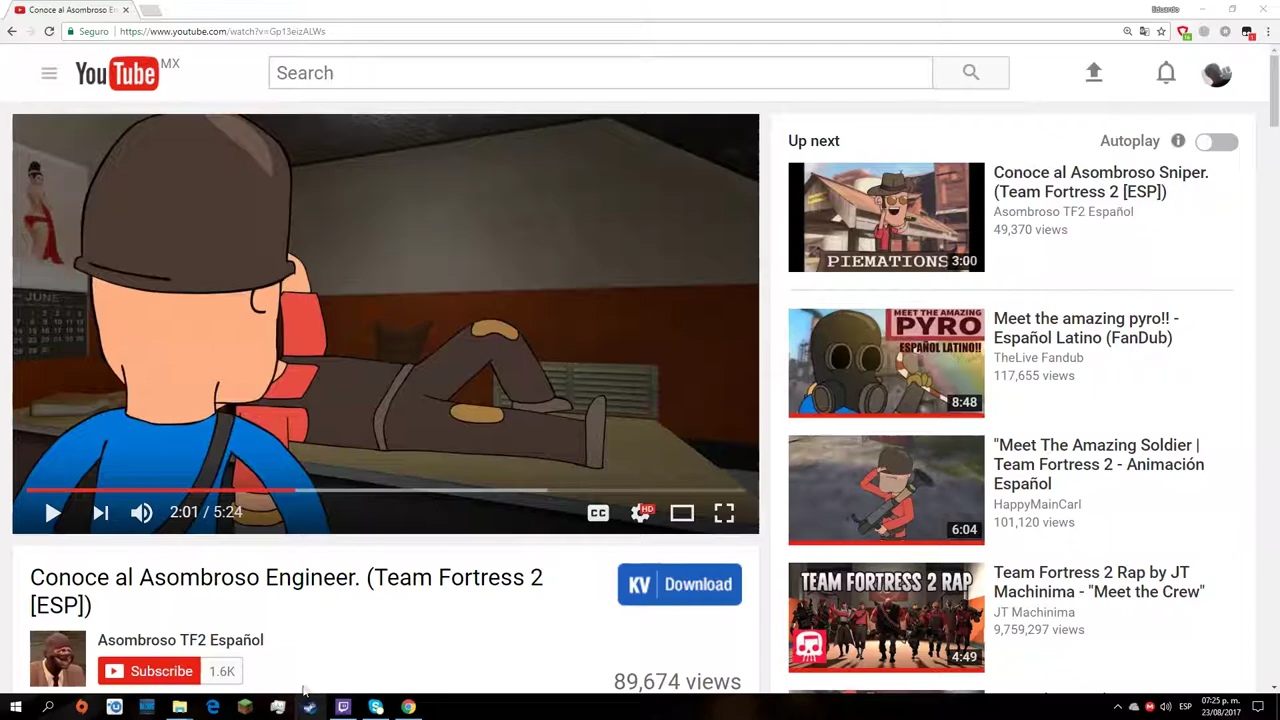 Conoce al Asombroso En
Eduardo
Seguro
https://www.youtube.com/watch?v=Gp13eizALWs
YouTube MX
Search
JUNE
2:01 / 5:24
CC
HD
Conoce al Asombroso Engineer. (Team Fortress 2
[ESP])
KV Download
Asombroso TF2 Español
Subscribe 1.6K
89,674 views
Up next
Autoplay
PIEMATIONS
3:00
Conoce al Asombroso Sniper.
(Team Fortress 2 [ESP])
Asombroso TF2 Español
49,370 views
MEET THE AMAZING
PYRO
ESPAÑOL LATINO!!
8:48
Meet the amazing pyro!! -
Español Latino (FanDub)
TheLive Fandub
117,655 views
6:04
"Meet The Amazing Soldier |
Team Fortress 2 - Animación
Español
HappyMainCarl
101,120 views
TEAM FORTRESS 2 RAP
4:49
Team Fortress 2 Rap by JT
Machinima - "Meet the Crew"
JT Machinima
9,759,297 views
ESP
07:25 p. m.
23/08/2017